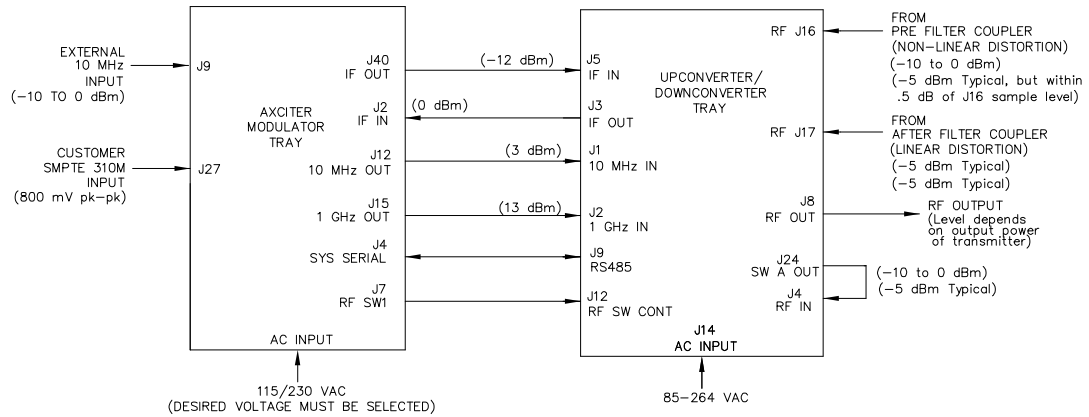 EXTERNAL
10 MHz
INPUT
(-10 TO 0 dBm)
CUSTOMER
SMPTE 310M
INPUT
(800 mV pk-pk)
J9
J27
AXCITER
MODULATOR
TRAY
J40
IF OUT
J2
IF IN
J12
10 MHz OUT
J15
1 GHz OUT
J4
SYS SERIAL
J7
RF SW1
AC INPUT
115/230 VAC
(DESIRED VOLTAGE MUST BE SELECTED)
(-12 dBm)
(0 dBm)
(3 dBm)
(13 dBm)
J5
IF IN
J3
IF OUT
J1
10 MHz IN
J2
1 GHz IN
J9
RS485
J12
RF SW CONT
UPCONVERTER/
DOWNCONVERTER
TRAY
J14
AC INPUT
85-264 VAC
RF J16
RF J17
J8
RF OUT
J24
SW A OUT
J4
RF IN
FROM
PRE FILTER COUPLER
(NON-LINEAR DISTORTION)
(-10 to 0 dBm)
(-5 dBm Typical, but within
.5 dB of J16 sample level)
FROM
AFTER FILTER COUPLER
(LINEAR DISTORTION)
(-5 dBm Typical)
(-5 dBm Typical)
RF OUTPUT
(Level depends
on output power
of transmitter)
(-10 to 0 dBm)
(-5 dBm Typical)